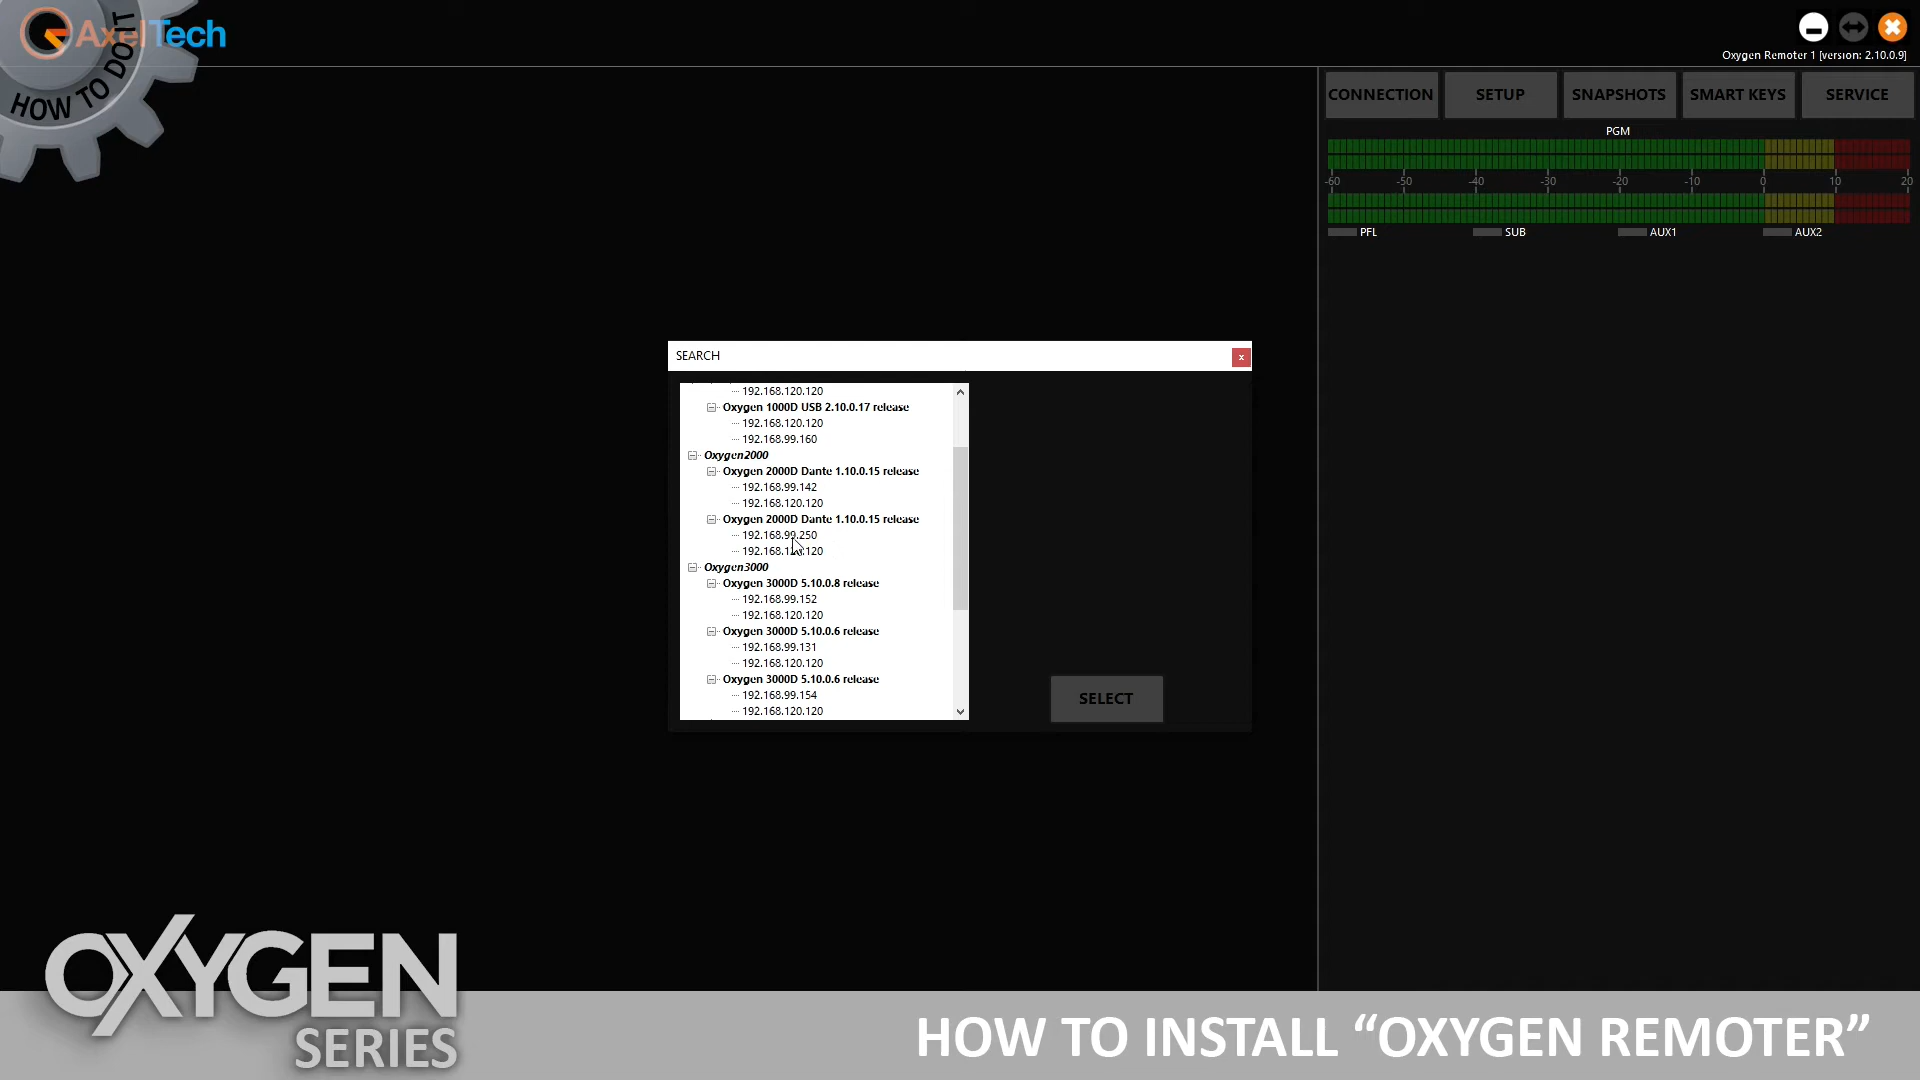 AxelTech
HOW TO DO IT
Oxygen Remoter 1 [version: 2.10.0.9]
CONNECTION SETUP SNAPSHOTS SMART KEYS SERVICE
PGM
-60 -50 -40 -30 -20 -10 0 10 20
PFL SUB AUX1 AUX2
SEARCH
x
192.168.120.120
Oxygen 1000D USB 2.10.0.17 release
192.168.120.120
192.168.99.160
Oxygen2000
Oxygen 2000D Dante 1.10.0.15 release
192.168.99.142
192.168.120.120
Oxygen 2000D Dante 1.10.0.15 release
192.168.99.250
192.168.120.120
Oxygen3000
Oxygen 3000D 5.10.0.8 release
192.168.99.152
192.168.120.120
Oxygen 3000D 5.10.0.6 release
192.168.99.131
192.168.120.120
Oxygen 3000D 5.10.0.6 release
192.168.99.154
192.168.120.120
SELECT
OXYGEN
SERIES
HOW TO INSTALL “OXYGEN REMOTER”